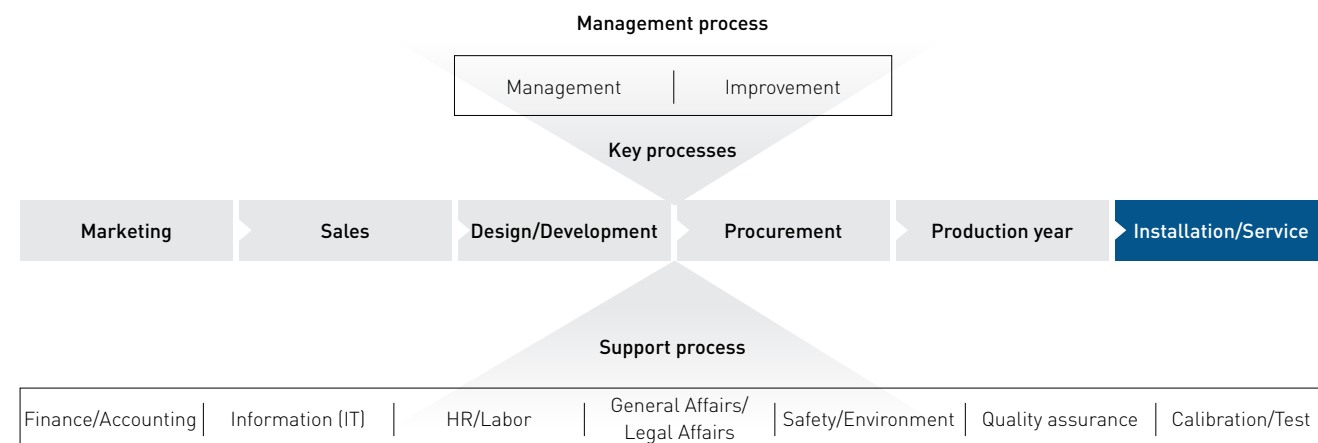 Management process
Management Improvement
Key processes
Marketing Sales Design/Development Procurement Production year Installation/Service
Support process
Finance/Accounting Information (IT) HR/Labor General Affairs/ Safety/Environment Quality assurance Calibration/Test
Legal Affairs